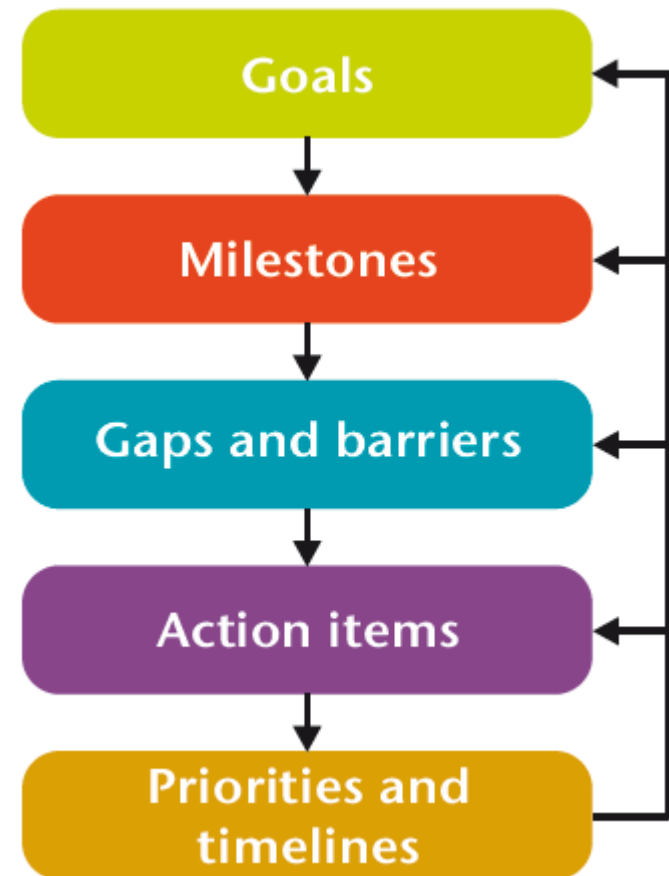 Goals
Milestones
Gaps and barriers
Action items
Priorities and
timelines